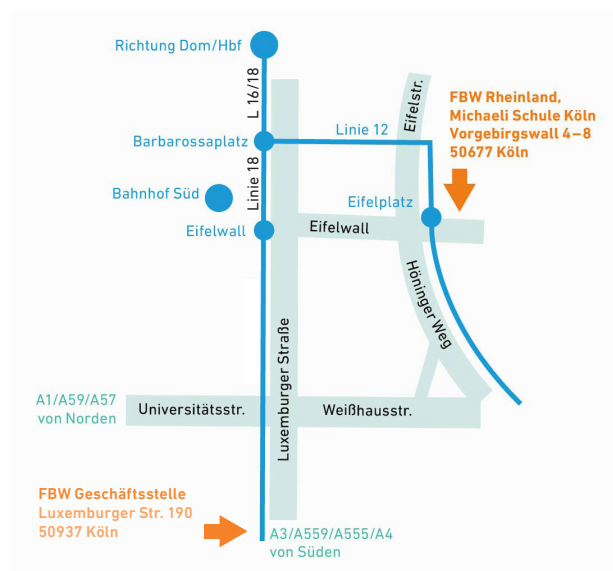 Richtung Dom/Hbf
L 16/18
Eifelstr.
FBW Rheinland,
Michaeli Schule Köln
Vorgebirgswall 4–8
50677 Köln
Linie 12
Barbarossaplatz
Linie 18
Bahnhof Süd
Eifelplatz
Eifelwall
Eifelwall
Höninger Weg
Luxemburger Straße
A1/A59/A57
von Norden
Universitätsstr.
Weißhausstr.
FBW Geschäftsstelle
Luxemburger Str. 190
50937 Köln
A3/A559/A555/A4
von Süden